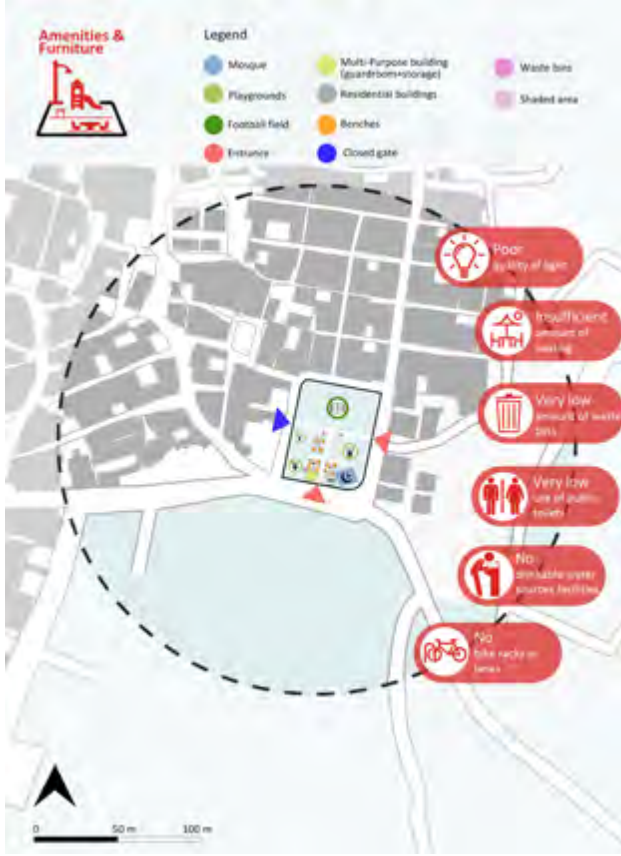 Amenities &
Furniture
Legend
Mosque
Playgrounds
Football field
Entrance
Multi-Purpose building
(guardroom+storage)
Residential buildings
Benches
Closed gate
Waste bins
Shaded area
Poor
quality of light
Insufficient
amount of
seating
Very low
amount of waste
bins
Very low
use of public
toilets
No
drinkable water
sources facilities
No
bike racks or
lanes
0
50 m
100 m